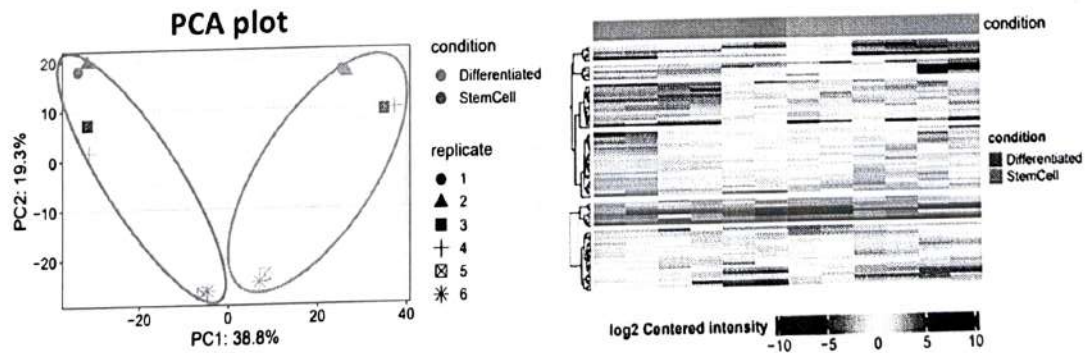 PCA plot
20
10
0
−10
−20
PC2: 19.3%
−20
0
20
40
PC1: 38.8%
condition
Differentiated
StemCell
replicate
1
2
3
4
5
6
condition
condition
Differentiated
StemCell
log2 Centered intensity
−10
−5
0
5
10